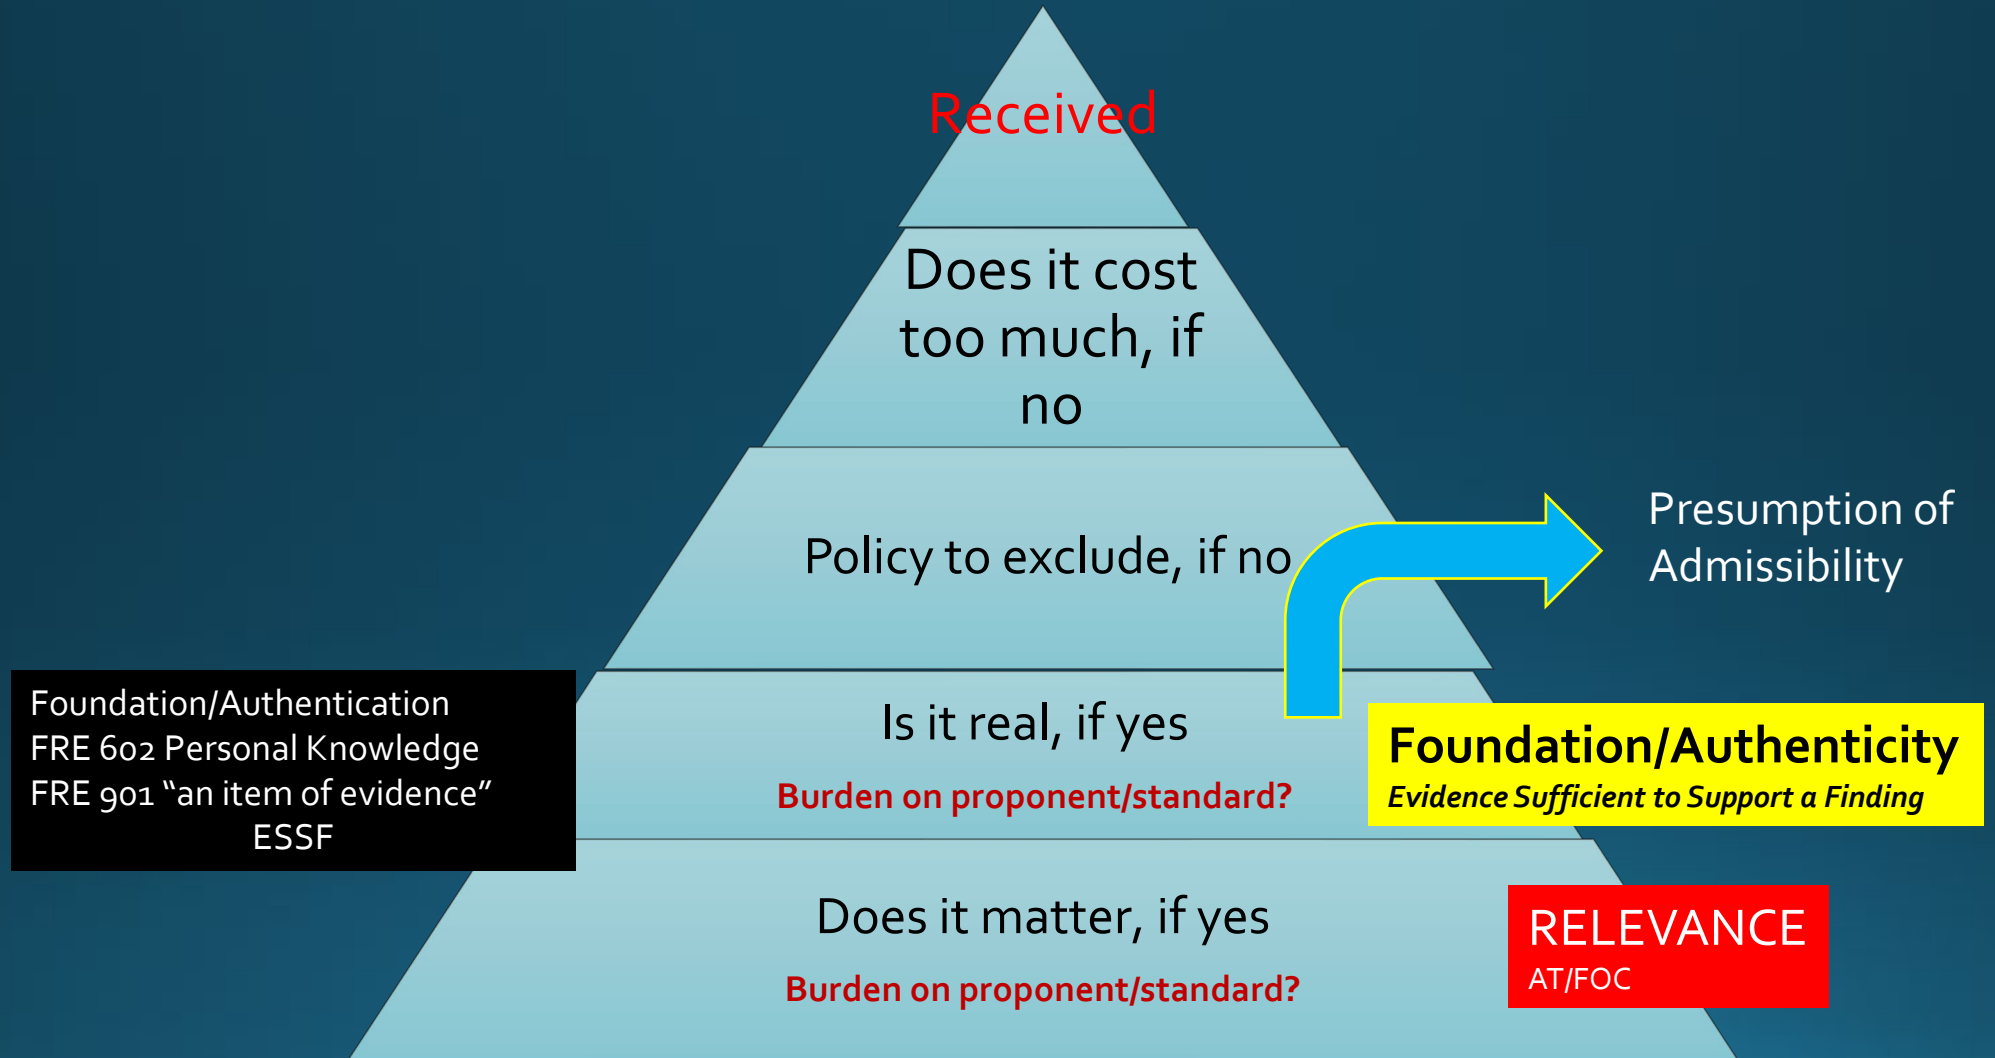 Received
Does it cost
too much, if
no
Policy to exclude, if no
Presumption of
Admissibility
Foundation/Authentication
FRE 602 Personal Knowledge
FRE 901 “an item of evidence”
ESSF
Is it real, if yes
Burden on proponent/standard?
Foundation/Authenticity
Evidence Sufficient to Support a Finding
Does it matter, if yes
Burden on proponent/standard?
RELEVANCE
AT/FOC